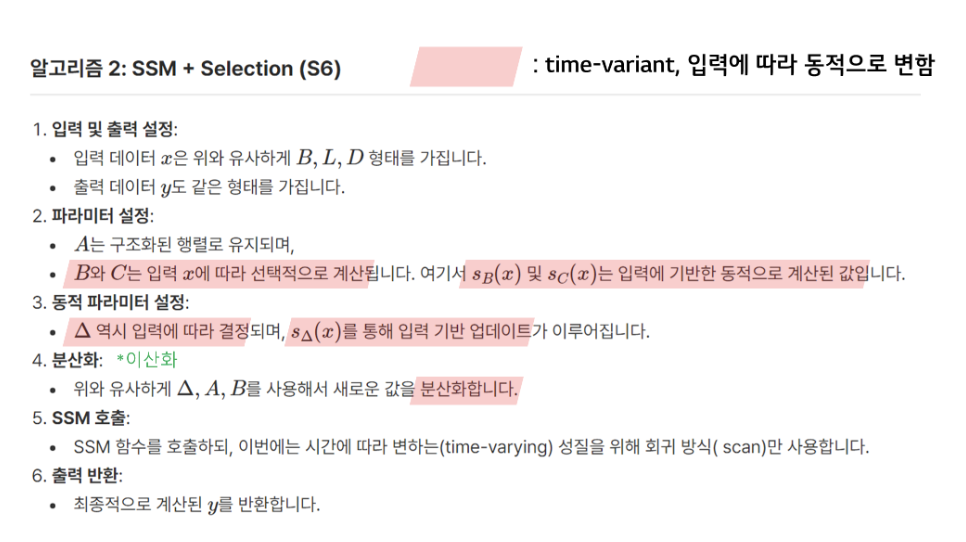 알고리즘 2: SSM + Selection (S6)
: time-variant, 입력에 따라 동적으로 변함
1. 입력 및 출력 설정:
• 입력 데이터 x은 위와 유사하게 B, L, D 형태를 가집니다.
• 출력 데이터 y도 같은 형태를 가집니다.
2. 파라미터 설정:
• A는 구조화된 행렬로 유지되며,
• B와 C는 입력 x에 따라 선택적으로 계산됩니다. 여기서 s_B(x) 및 s_C(x)는 입력에 기반한 동적으로 계산된 값입니다.
3. 동적 파라미터 설정:
• Δ 역시 입력에 따라 결정되며, s_Δ(x)를 통해 입력 기반 업데이트가 이루어집니다.
4. 분산화: *이산화
• 위와 유사하게 Δ, A, B를 사용해서 새로운 값을 분산화합니다.
5. SSM 호출:
• SSM 함수를 호출하되, 이번에는 시간에 따라 변하는(time-varying) 성질을 위해 회귀 방식( scan)만 사용합니다.
6. 출력 반환:
• 최종적으로 계산된 y를 반환합니다.